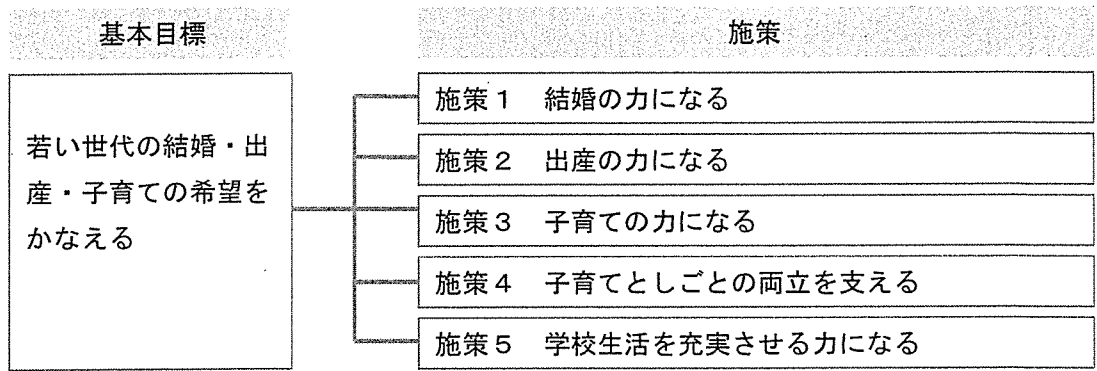 基本目標
施策
若い世代の結婚・出
産・子育ての希望を
かなえる
施策１　結婚の力になる
施策２　出産の力になる
施策３　子育ての力になる
施策４　子育てとしごとの両立を支える
施策５　学校生活を充実させる力になる